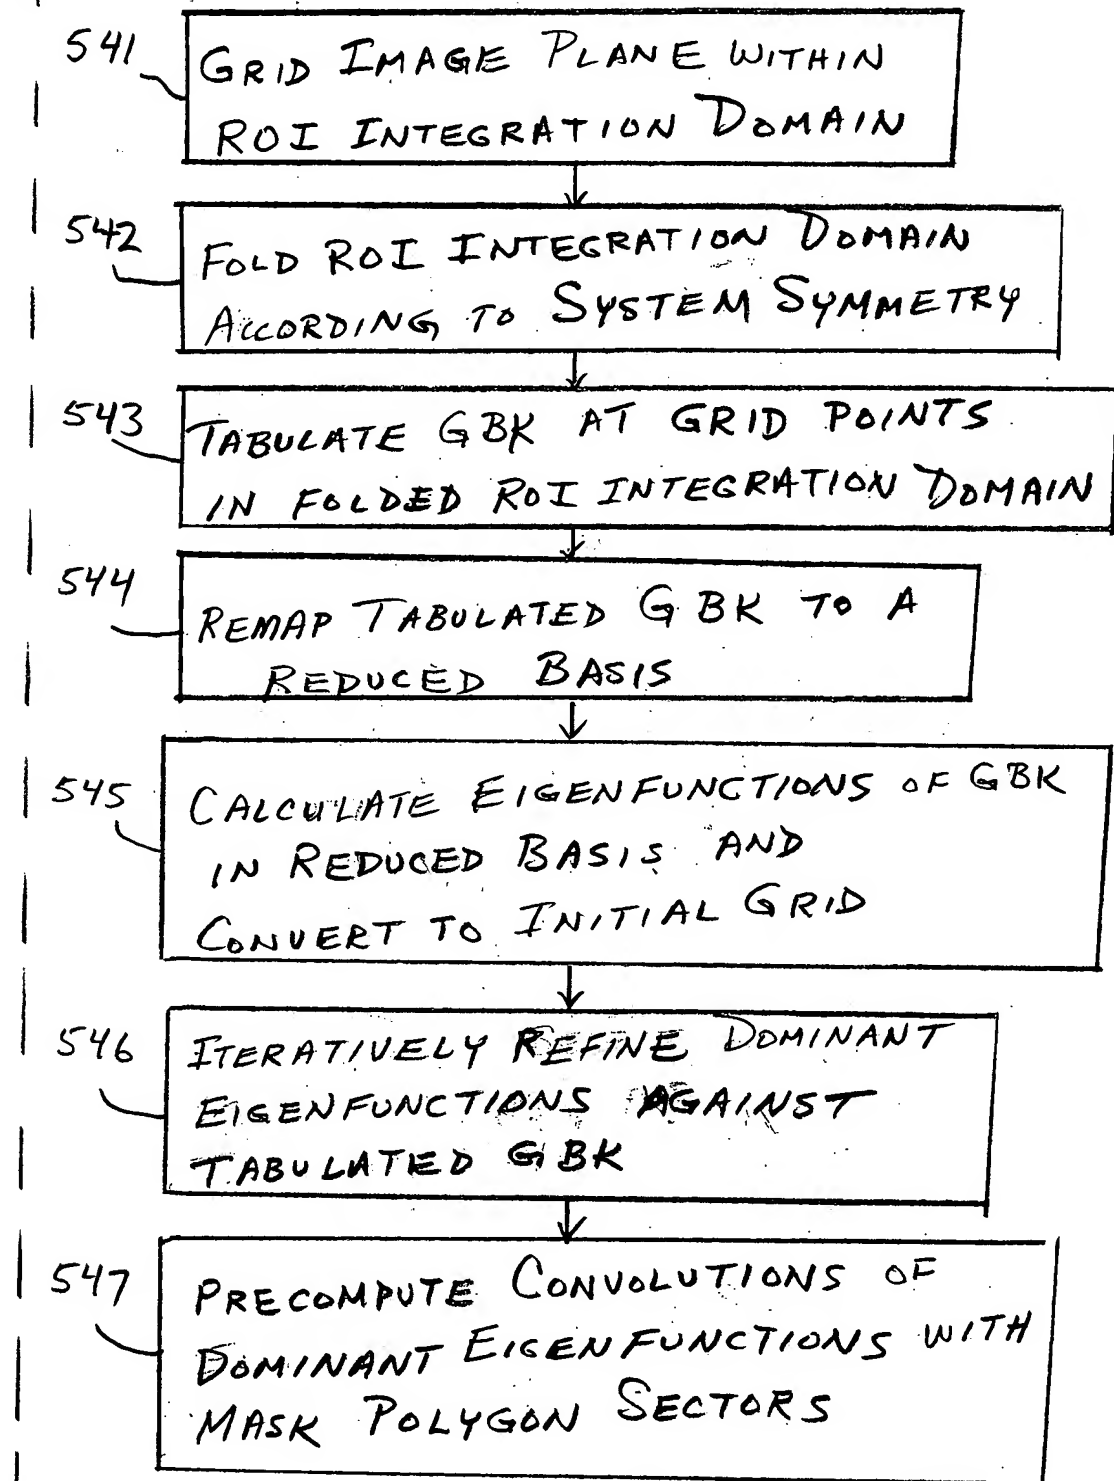 541
GRID IMAGE PLANE WITHIN
ROI INTEGRATION DOMAIN
542
FOLD ROI INTEGRATION DOMAIN
ACCORDING TO SYSTEM SYMMETRY
543
TABULATE GBK AT GRID POINTS
IN FOLDED ROI INTEGRATION DOMAIN
544
REMAP TABULATED GBK TO A
REDUCED BASIS
545
CALCULATE EIGENFUNCTIONS OF GBK
IN REDUCED BASIS AND
CONVERT TO INITIAL GRID
546
ITERATIVELY REFINE DOMINANT
EIGENFUNCTIONS AGAINST
TABULATED GBK
547
PRECOMPUTE CONVOLUTIONS OF
DOMINANT EIGENFUNCTIONS WITH
MASK POLYGON SECTORS